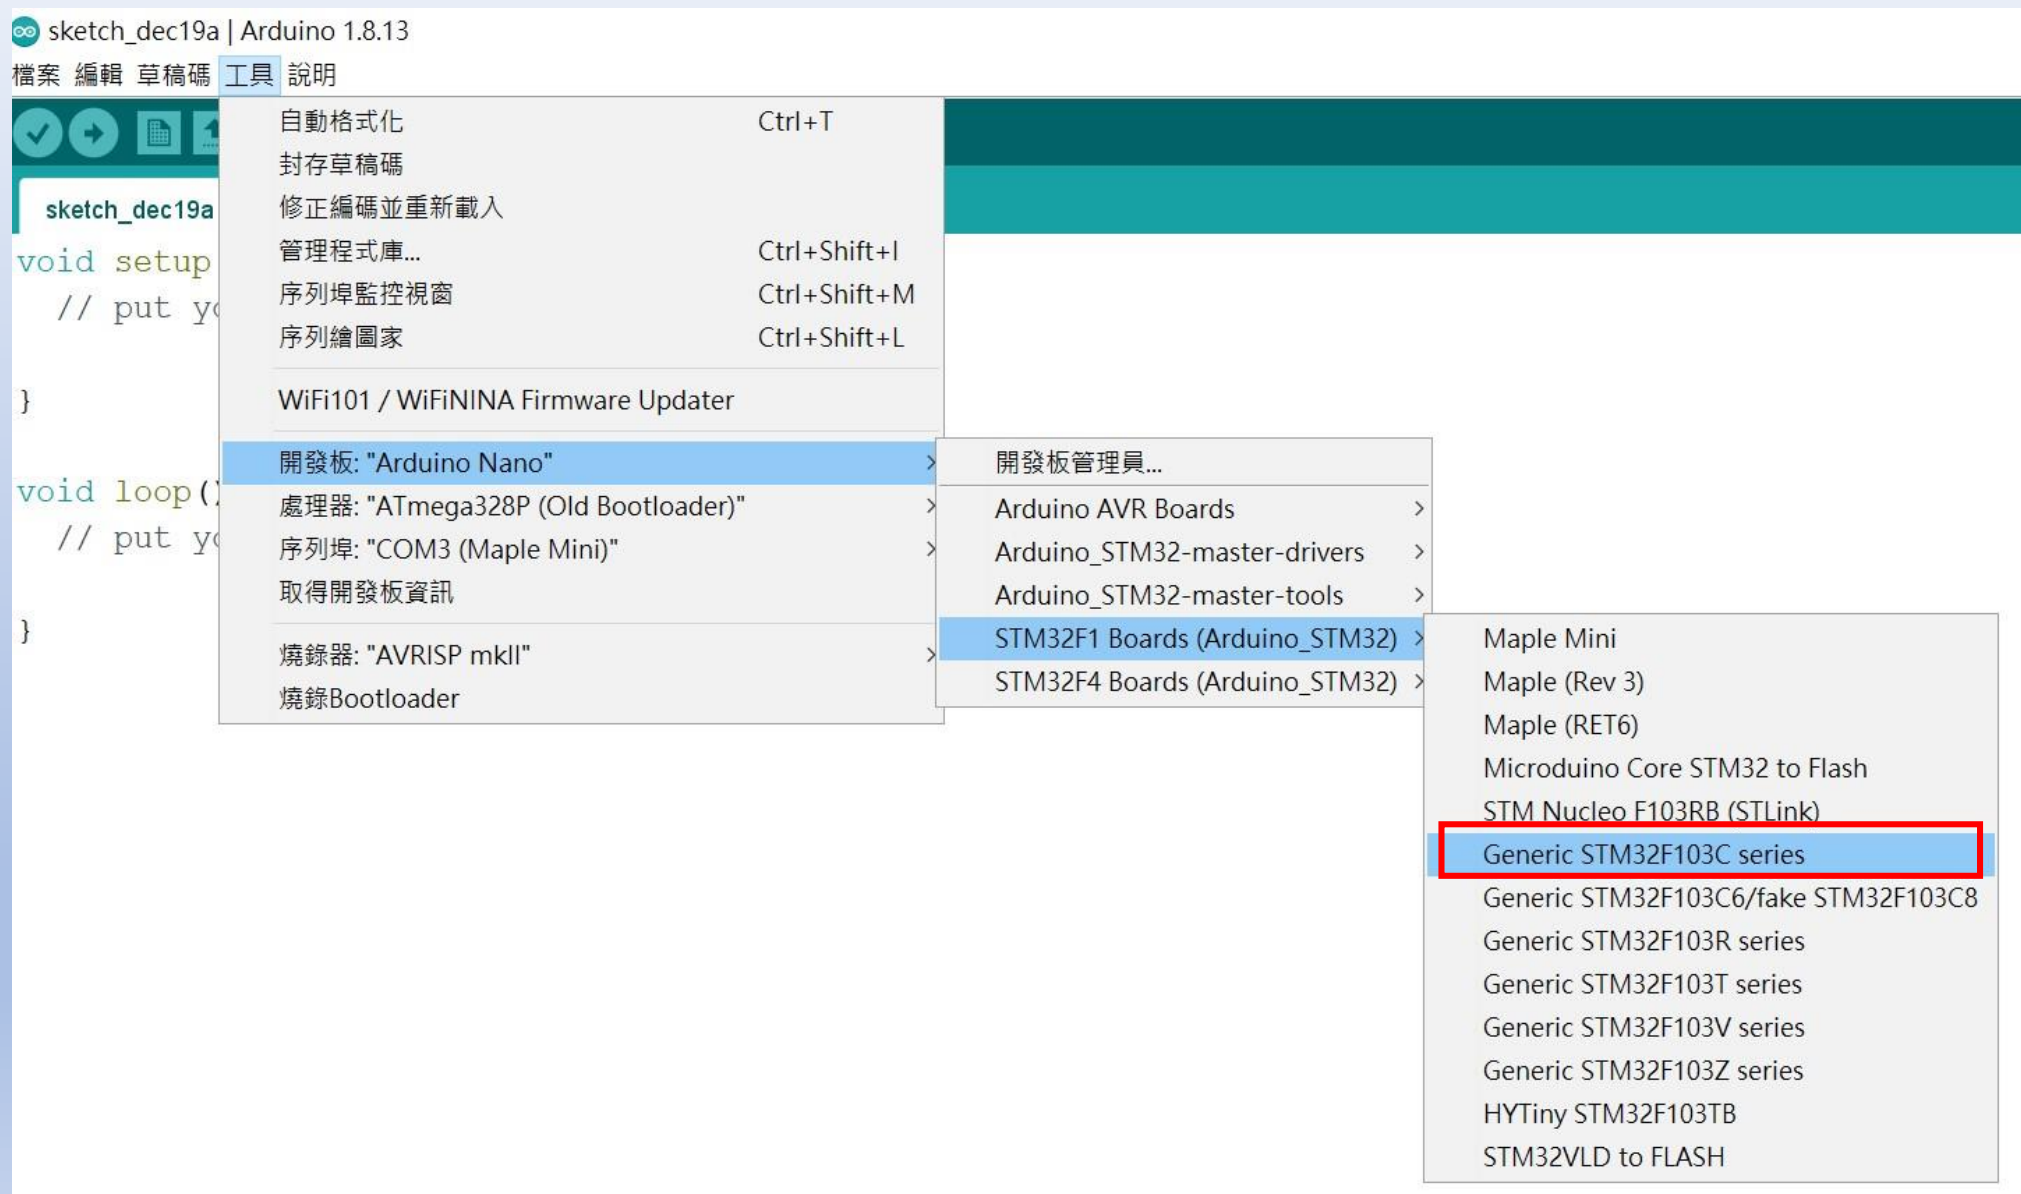 sketch_dec19a | Arduino 1.8.13
檔案 編輯 草稿碼 工具 說明
sketch_dec19a
void setup
// put yo
}
void loop()
// put yo
}
自動格式化 Ctrl+T
封存草稿碼
修正編碼並重新載入
管理程式庫... Ctrl+Shift+I
序列埠監控視窗 Ctrl+Shift+M
序列繪圖家 Ctrl+Shift+L
WiFi101 / WiFiNINA Firmware Updater
開發板: "Arduino Nano"
處理器: "ATmega328P (Old Bootloader)"
序列埠: "COM3 (Maple Mini)"
取得開發板資訊
燒錄器: "AVRISP mkII"
燒錄Bootloader
開發板管理員...
Arduino AVR Boards
Arduino_STM32-master-drivers
Arduino_STM32-master-tools
STM32F1 Boards (Arduino_STM32)
STM32F4 Boards (Arduino_STM32)
Maple Mini
Maple (Rev 3)
Maple (RET6)
Microduino Core STM32 to Flash
STM Nucleo F103RB (STLink)
Generic STM32F103C series
Generic STM32F103C6/fake STM32F103C8
Generic STM32F103R series
Generic STM32F103T series
Generic STM32F103V series
Generic STM32F103Z series
HYTiny STM32F103TB
STM32VLD to FLASH